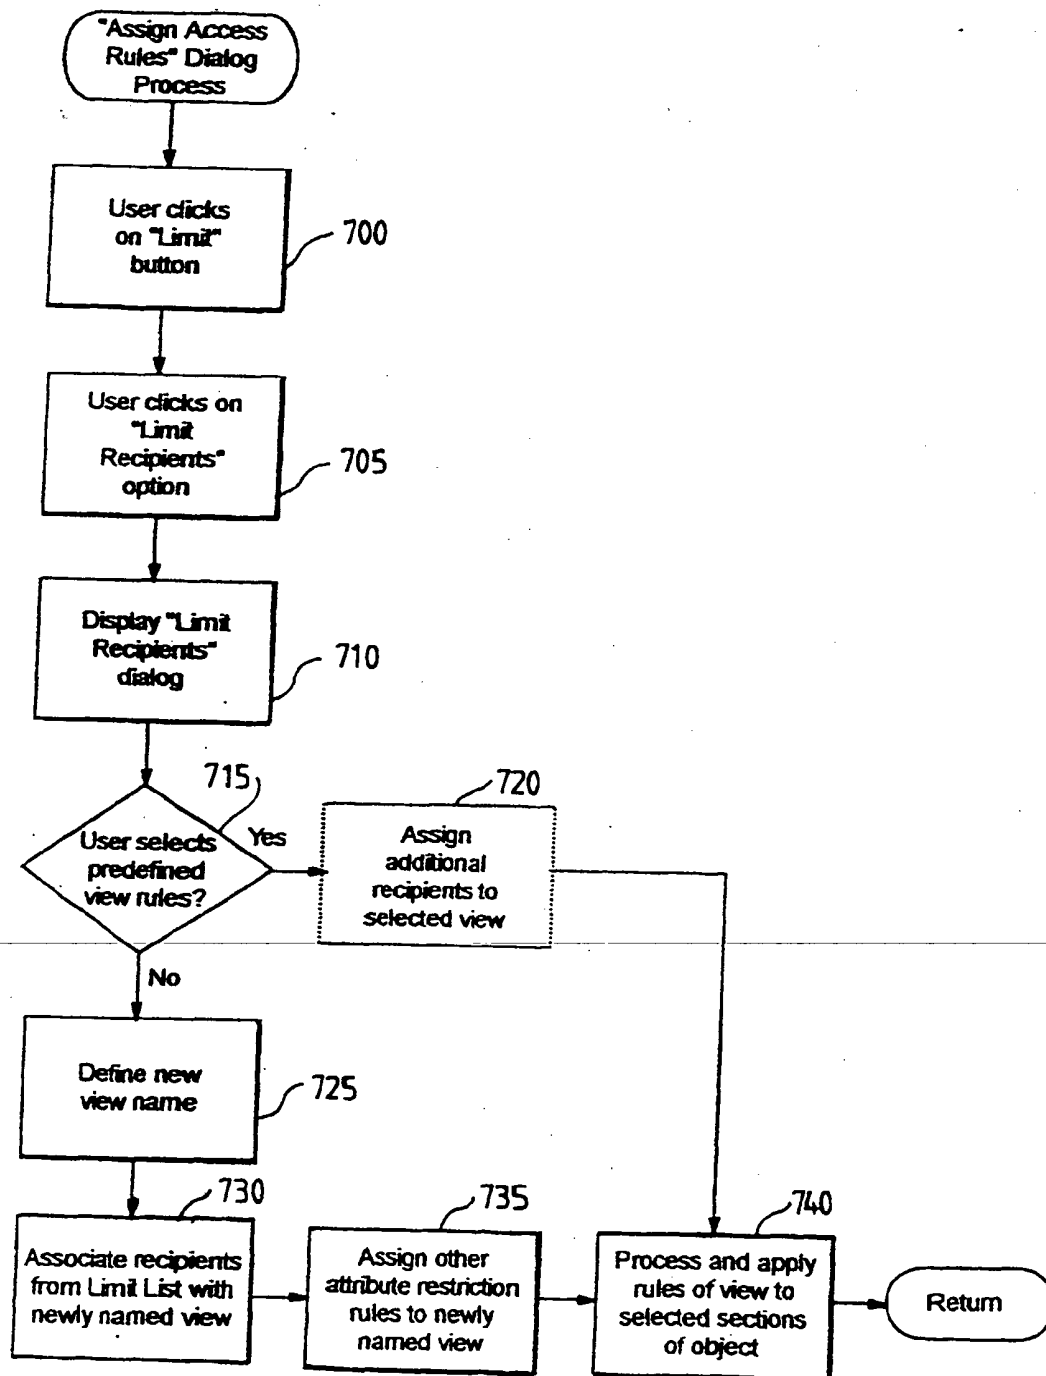 "Assign Access
Rules" Dialog
Process
User clicks
on "Limit"
button
700
User clicks on
"Limit
Recipients"
option
705
Display "Limit
Recipients"
dialog
710
715
User selects
predefined
view rules?
Yes
720
Assign
additional
recipients to
selected view
No
Define new
view name
725
730
Associate recipients
from Limit List with
newly named view
735
Assign other
attribute restriction
rules to newly
named view
740
Process and apply
rules of view to
selected sections
of object
Return